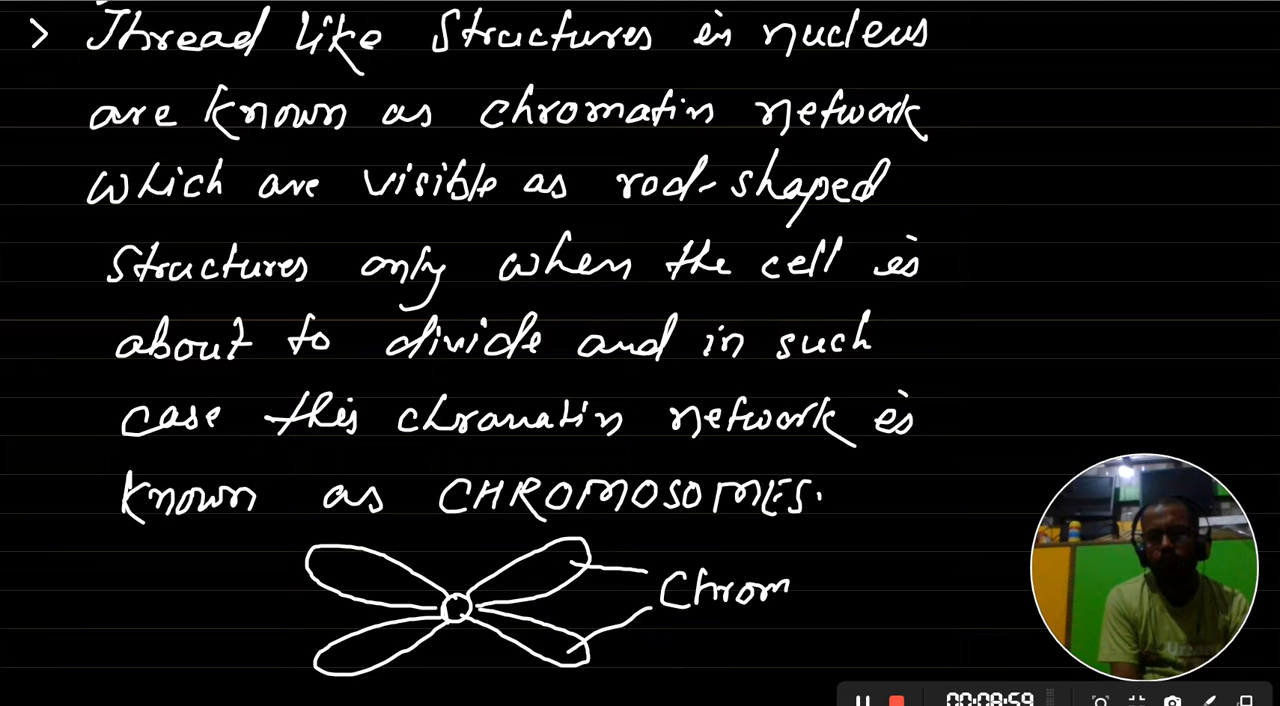 > Thread like structures in nucleus
are known as chromatin network
which are visible as rod-shaped
structures only when the cell is
about to divide and in such
case this chromatin network is
known as CHROMOSOMES.
Chrom
00:08:59